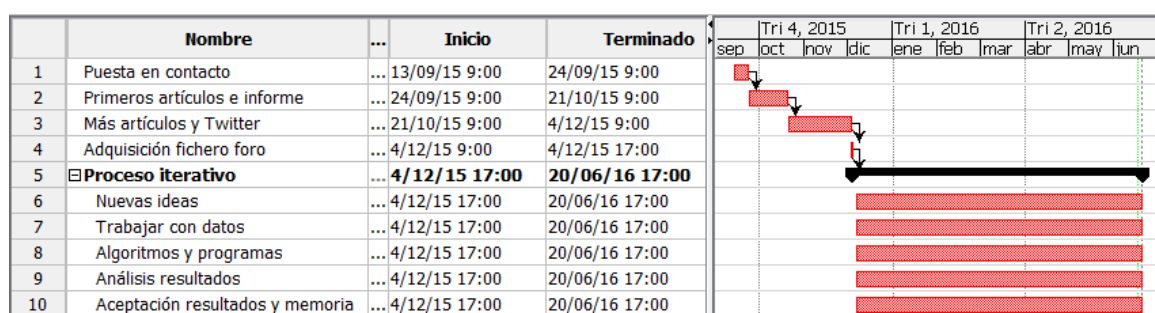 Nombre ... Inicio Terminado
Tri 4, 2015 Tri 1, 2016 Tri 2, 2016
sep oct nov dic ene feb mar abr may jun
1 Puesta en contacto ... 13/09/15 9:00 24/09/15 9:00
2 Primeros artículos e informe ... 24/09/15 9:00 21/10/15 9:00
3 Más artículos y Twitter ... 21/10/15 9:00 4/12/15 9:00
4 Adquisición fichero foro ... 4/12/15 9:00 4/12/15 17:00
5 Proceso iterativo ... 4/12/15 17:00 20/06/16 17:00
6 Nuevas ideas ... 4/12/15 17:00 20/06/16 17:00
7 Trabajar con datos ... 4/12/15 17:00 20/06/16 17:00
8 Algoritmos y programas ... 4/12/15 17:00 20/06/16 17:00
9 Análisis resultados ... 4/12/15 17:00 20/06/16 17:00
10 Aceptación resultados y memoria ... 4/12/15 17:00 20/06/16 17:00